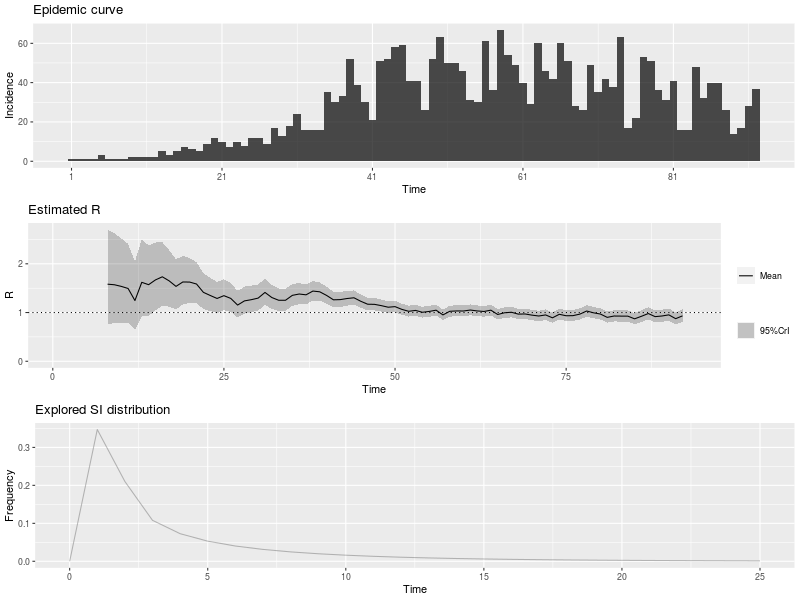 Epidemic curve
60
40
20
0
Incidence
1 21 41 61 81
Time
Estimated R
2
1
0
R
0 25 50 75
Time
Mean
95%CrI
Explored SI distribution
0.3
0.2
0.1
0.0
Frequency
0 5 10 15 20 25
Time